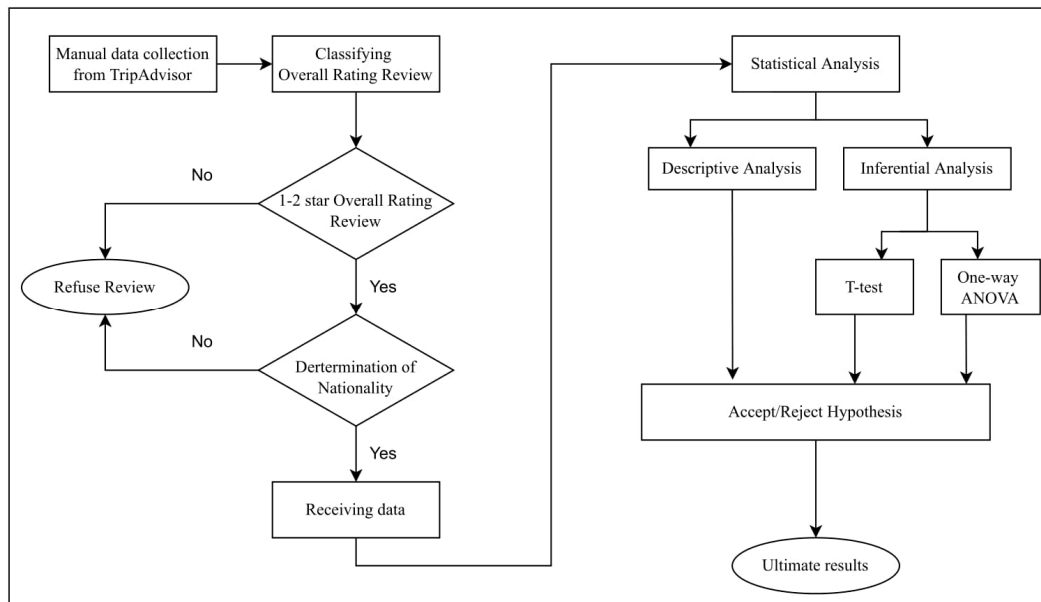 Manual data collection
from TripAdvisor
Classifying
Overall Rating Review
No
1-2 star Overall Rating
Review
Refuse Review
Yes
No
Dertermination of
Nationality
Yes
Receiving data
Statistical Analysis
Descriptive Analysis
Inferential Analysis
T-test
One-way
ANOVA
Accept/Reject Hypothesis
Ultimate results